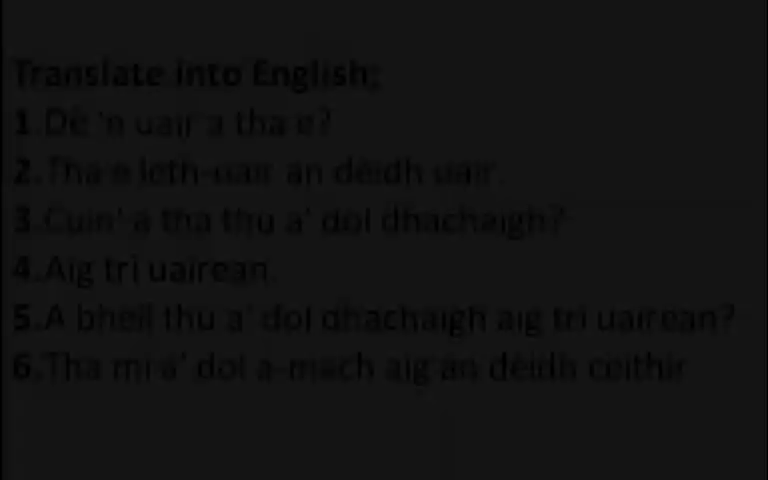 Translate into English;
1.Dè 'n uair a tha e?
2.Tha e leth-uair an dèidh uair.
3.Cuin' a tha thu a' dol dhachaigh?
4.Aig trì uairean.
5.A bheil thu a' dol dhachaigh aig trì uairean?
6.Tha mi a' dol a-mach aig an dèidh ceithir